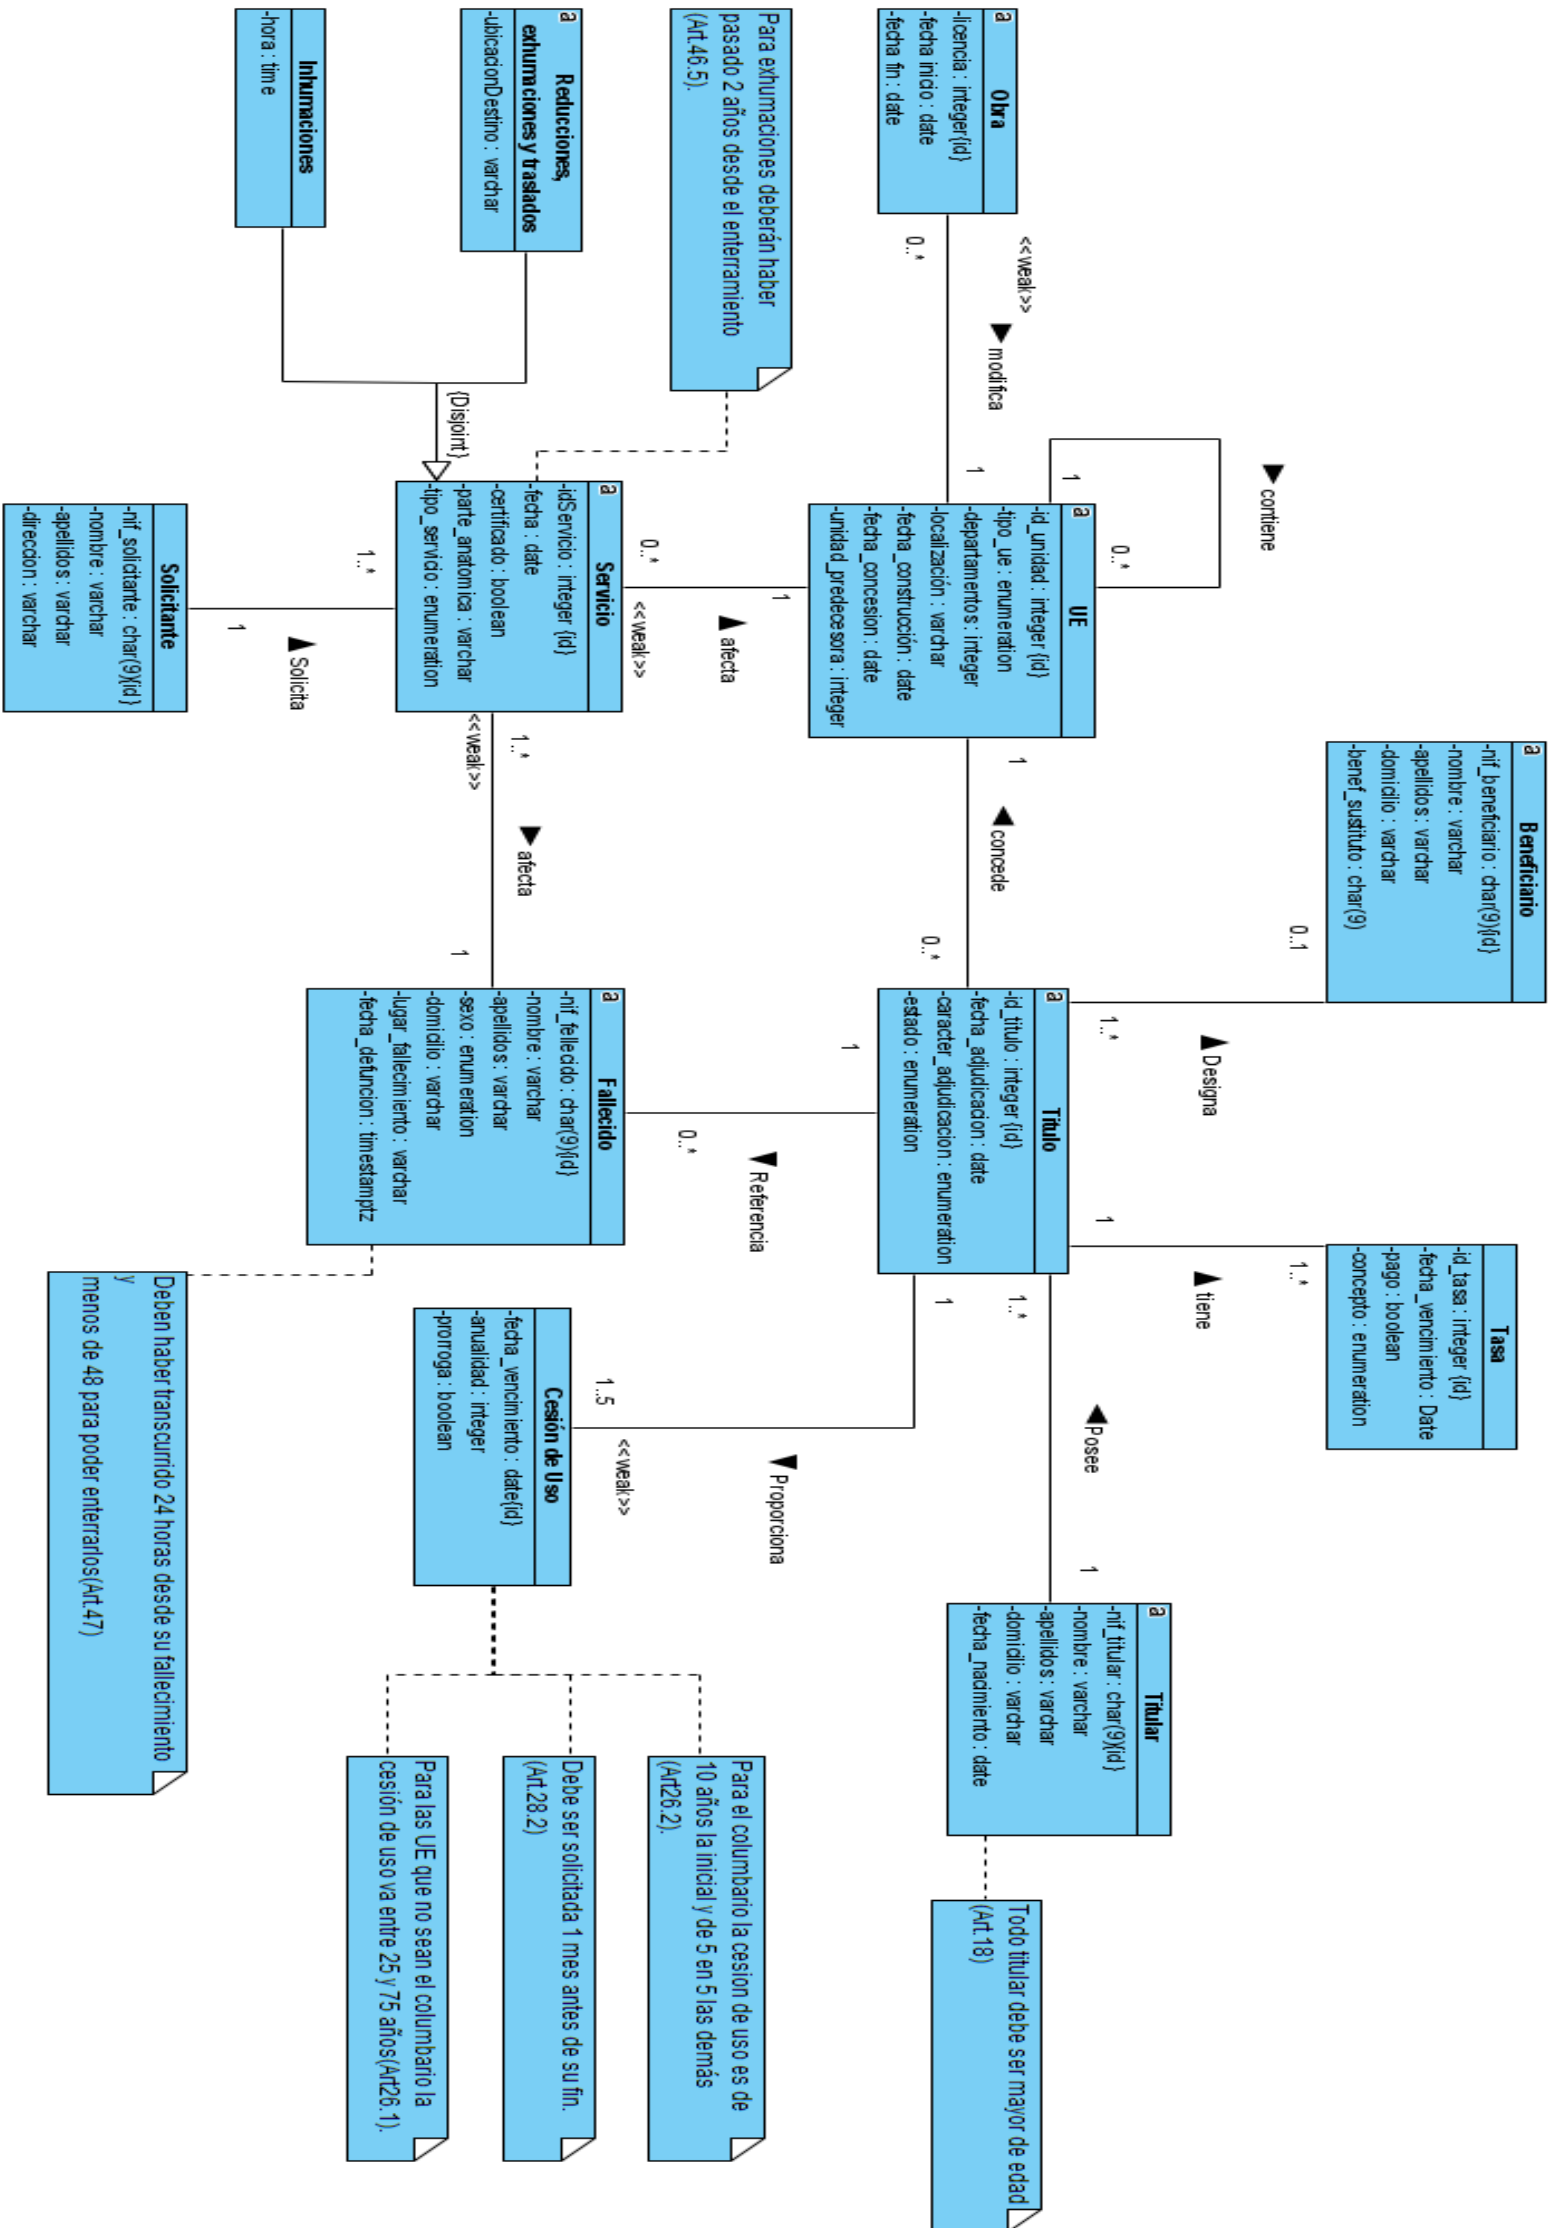 Beneficiario
-nif_beneficiario : char(9){id}
-nombre : varchar
-apellidos : varchar
-domicilio : varchar
-benef_sustituto : char(9)
0..1
Designa
1..*
Tasa
-id_tasa : integer {id}
-fecha_vencimiento : Date
-pago : boolean
-concepto : enumeration
1..*
tiene
1
contiene
1
0..*
Obra
-licencia : integer{id}
-fecha inicio : date
-fecha fin : date
<<weak>>
modifica
0..*
1
UE
-id_unidad : integer {id}
-tipo_ue : enumeration
-departamentos : integer
-localización : varchar
-fecha_construcción : date
-fecha_concesion : date
-unidad_predecesora : integer
1
concede
0..*
Título
-id_titulo : integer {id}
-fecha_adjudicacion : date
-caracter_adjudicacion : enumeration
-estado : enumeration
1..*
Posee
1
Titular
-nif_titular : char(9){id}
-nombre : varchar
-apellidos : varchar
-domicilio : varchar
-fecha_nacimiento : date
Todo titular debe ser mayor de edad
(Art.18)
Para exhumaciones deberán haber
pasado 2 años desde el enterramiento
(Art.46.5).
1
afecta
0..*
<<weak>>
1
Referencia
0..*
1
Proporciona
1..5
<<weak>>
Para el columbario la cesion de uso es de
10 años la inicial y de 5 en 5 las demás
(Art26.2).
Reducciones,
exhumaciones y traslados
-ubicacionDestino : varchar
{Disjoint}
Servicio
-idServicio : integer {id}
-fecha : date
-certificado : boolean
-parte_anatomica : varchar
-tipo_servicio : enumeration
1..*
<<weak>>
afecta
1
Fallecido
-nif_fellecido : char(9){id}
-nombre : varchar
-apellidos : varchar
-sexo : enumeration
-domicilio : varchar
-lugar_fallecimiento : varchar
-fecha_defuncion : timestamptz
Cesión de Uso
-fecha_vencimiento : date{id}
-anualidad : integer
-prorroga : boolean
Debe ser solicitada 1 mes antes de su fin.
(Art.28.2)
Para las UE que no sean el columbario la
cesión de uso va entre 25 y 75 años(Art26.1).
Inhumaciones
-hora : time
1..*
Solicita
1
Solicitante
-nif_solicitante : char(9){id}
-nombre : varchar
-apellidos : varchar
-direccion : varchar
Deben haber transcurrido 24 horas desde su fallecimiento
y
menos de 48 para poder enterrarlos(Art.47)